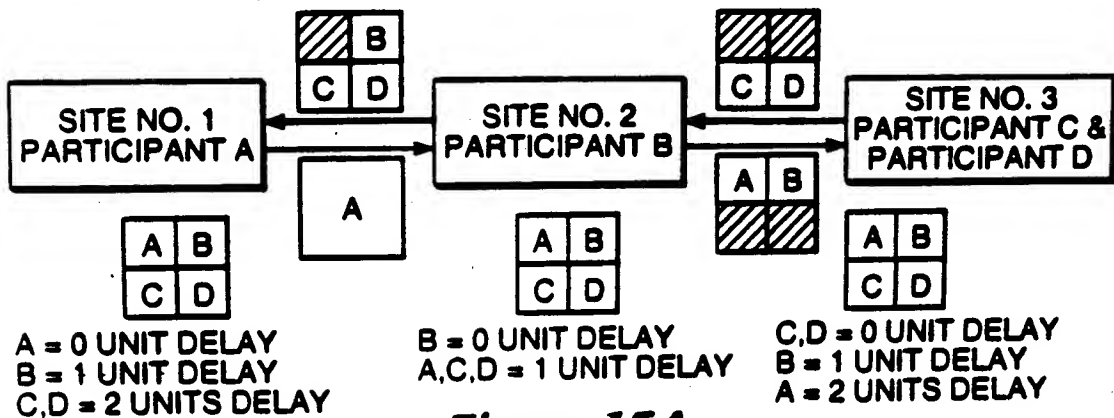 B
C D
C D
SITE NO. 1
PARTICIPANT A
SITE NO. 2
PARTICIPANT B
SITE NO. 3
PARTICIPANT C &
PARTICIPANT D
A
A B
A B
C D
A B
C D
A B
C D
A = 0 UNIT DELAY
B = 1 UNIT DELAY
C,D = 2 UNITS DELAY
B = 0 UNIT DELAY
A,C,D = 1 UNIT DELAY
C,D = 0 UNIT DELAY
B = 1 UNIT DELAY
A = 2 UNITS DELAY